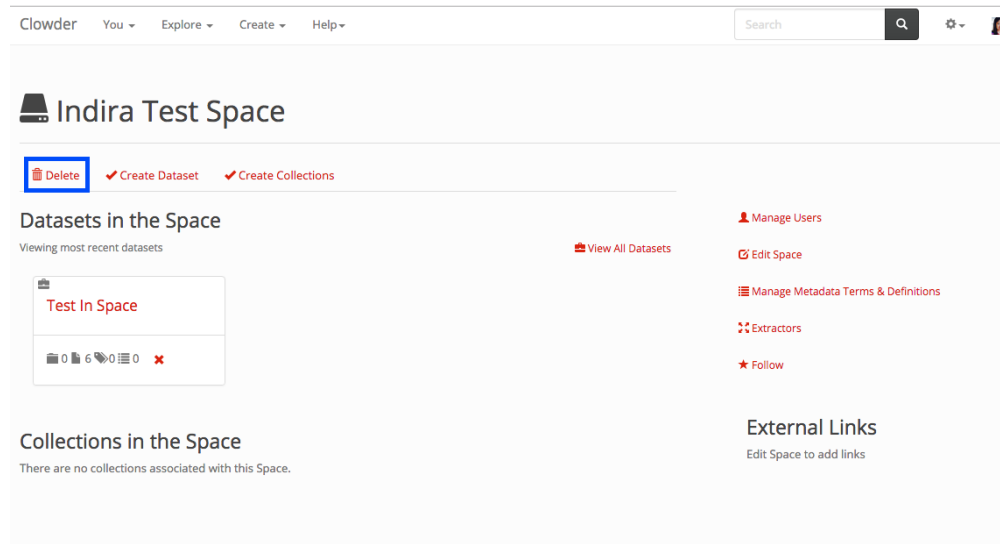 Clowder You Explore Create Help Search
Indira Test Space
Delete Create Dataset Create Collections
Datasets in the Space
Viewing most recent datasets View All Datasets
Test In Space
0 6 0 0
Collections in the Space
There are no collections associated with this Space.
Manage Users
Edit Space
Manage Metadata Terms & Definitions
Extractors
Follow
External Links
Edit Space to add links